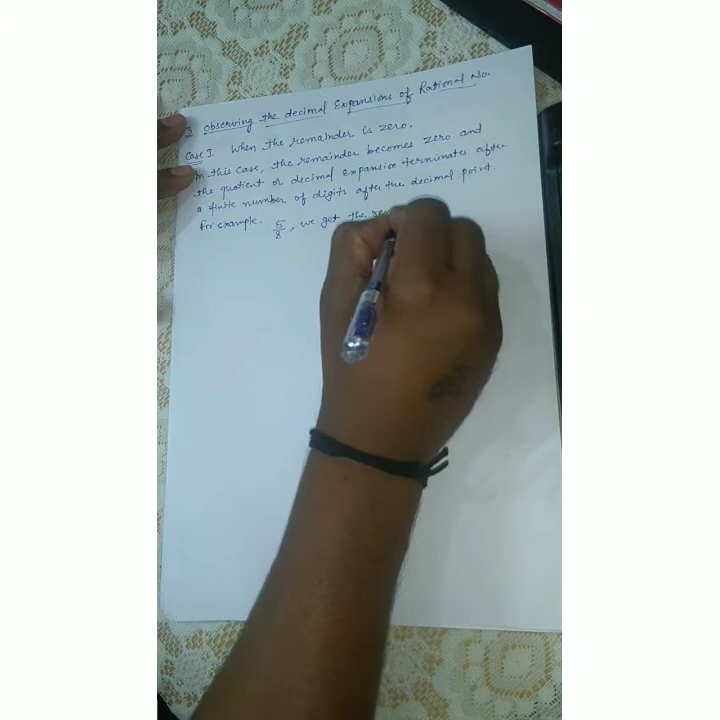 observing the decimal Expansions of Rational No.
Case I When the remainder is zero.
In this case, the remainder becomes zero and
the quotient or decimal expansion terminates after
a finite number of digits after the decimal point.
For example. 5/8, we get the